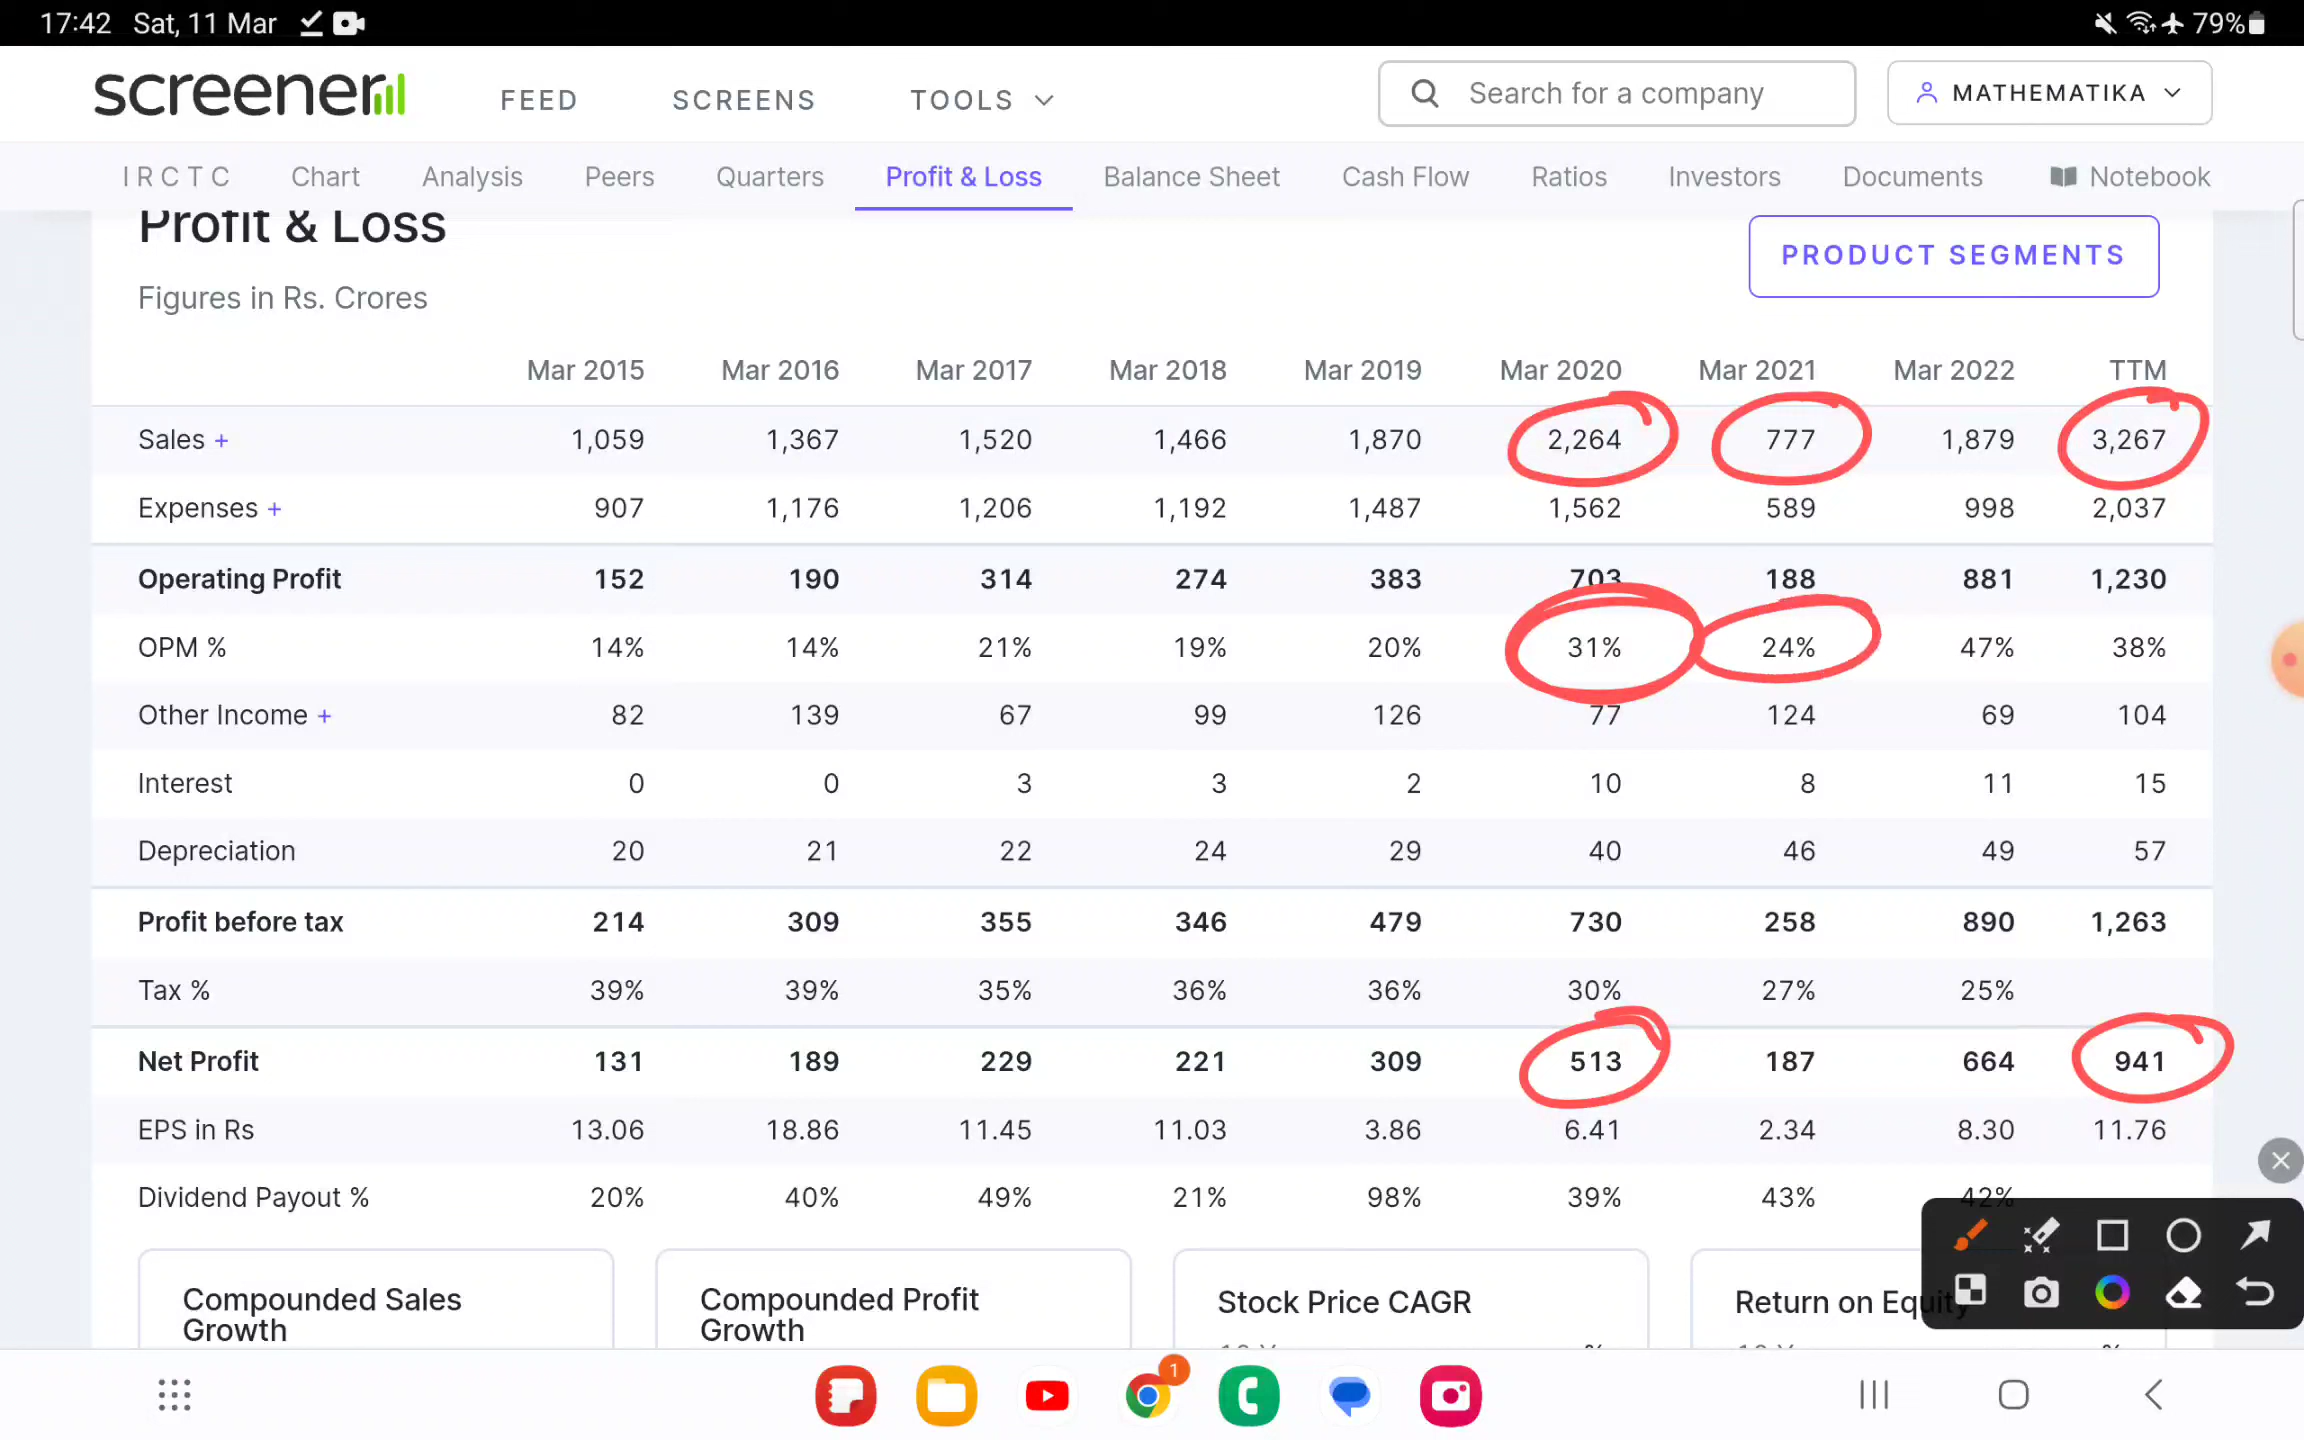 17:42 Sat, 11 Mar 79%
screener FEED SCREENS TOOLS Search for a company MATHEMATIKA
I R C T C Chart Analysis Peers Quarters Profit & Loss Balance Sheet Cash Flow Ratios Investors Documents Notebook
Profit & Loss
PRODUCT SEGMENTS
Figures in Rs. Crores
Mar 2015 Mar 2016 Mar 2017 Mar 2018 Mar 2019 Mar 2020 Mar 2021 Mar 2022 TTM
Sales + 1,059 1,367 1,520 1,466 1,870 2,264 777 1,879 3,267
Expenses + 907 1,176 1,206 1,192 1,487 1,562 589 998 2,037
Operating Profit 152 190 314 274 383 703 188 881 1,230
OPM % 14% 14% 21% 19% 20% 31% 24% 47% 38%
Other Income + 82 139 67 99 126 77 124 69 104
Interest 0 0 3 3 2 10 8 11 15
Depreciation 20 21 22 24 29 40 46 49 57
Profit before tax 214 309 355 346 479 730 258 890 1,263
Tax % 39% 39% 35% 36% 36% 30% 27% 25%
Net Profit 131 189 229 221 309 513 187 664 941
EPS in Rs 13.06 18.86 11.45 11.03 3.86 6.41 2.34 8.30 11.76
Dividend Payout % 20% 40% 49% 21% 98% 39% 43% 42%
Compounded Sales
Growth
Compounded Profit
Growth
Stock Price CAGR
Return on Equity
1